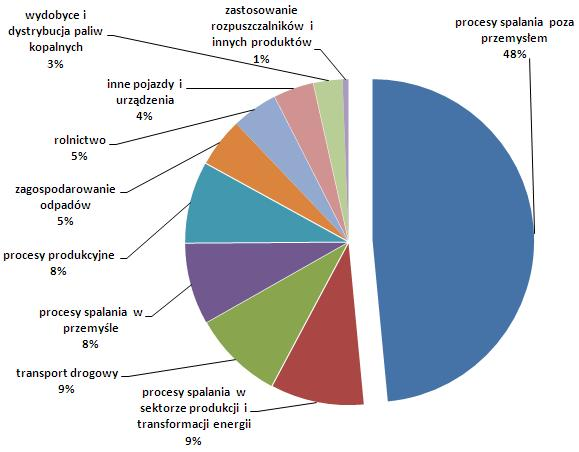 procesy spalania poza
przemysłem
48%
procesy spalania w
sektorze produkcji i
transformacji energii
9%
transport drogowy
9%
procesy spalania w
przemyśle
8%
procesy produkcyjne
8%
zagospodarowanie
odpadów
5%
rolnictwo
5%
inne pojazdy i
urządzenia
4%
wydobyce i
dystrybucja paliw
kopalnych
3%
zastosowanie
rozpuszczalników i
innych produktów
1%